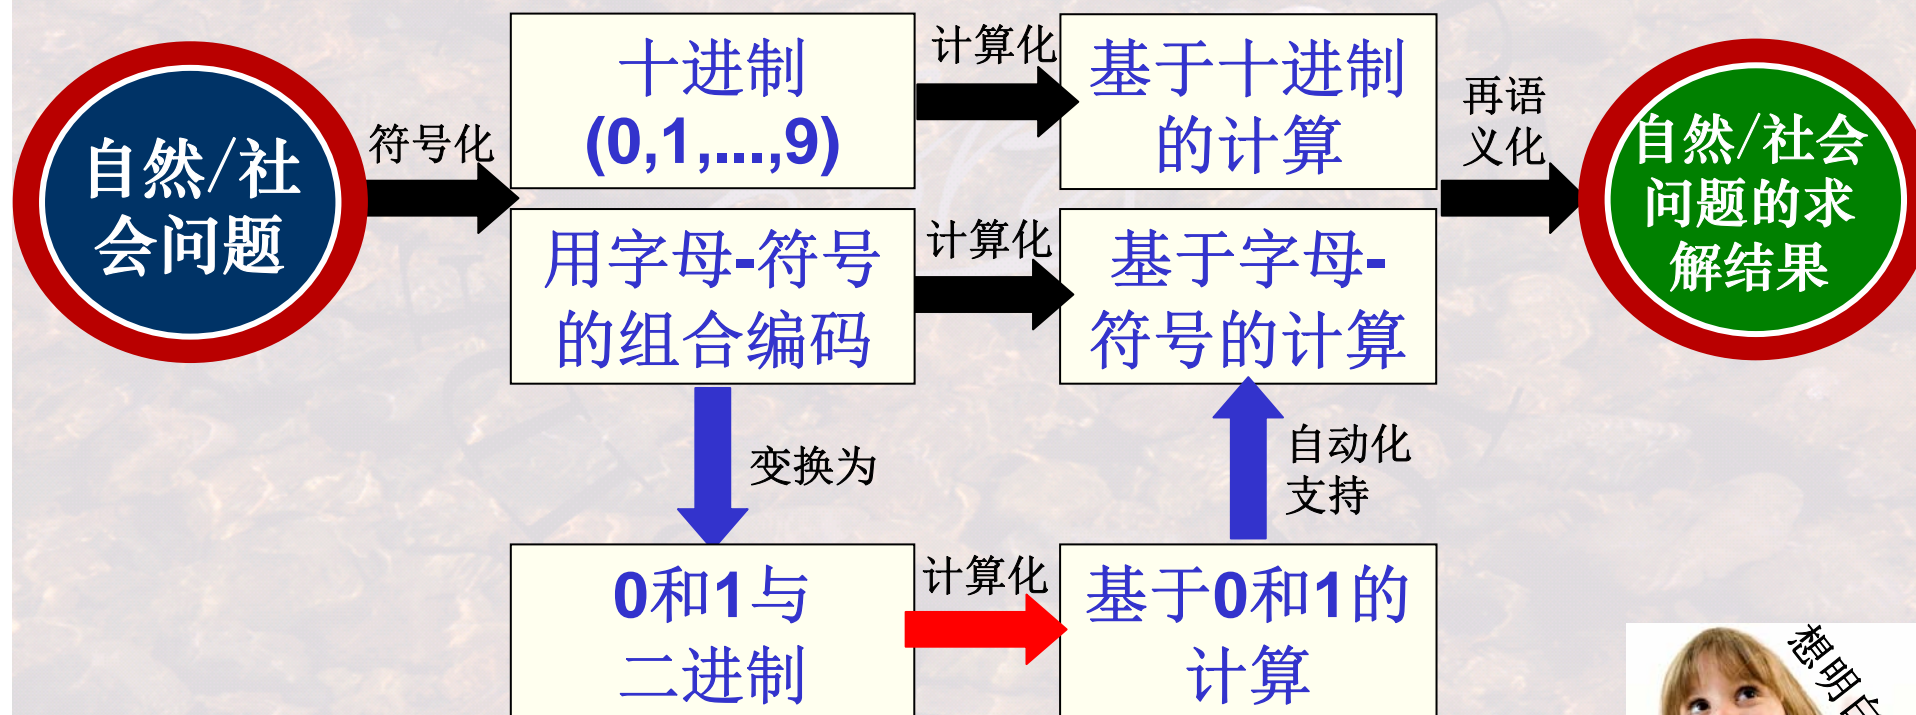 自然/社
会问题
符号化
十进制
(0,1,...,9)
计算化
基于十进制
的计算
用字母-符号
的组合编码
计算化
基于字母-
符号的计算
再语
义化
自然/社会
问题的求
解结果
变换为
自动化
支持
0和1与
二进制
计算化
基于0和1的
计算
想明白